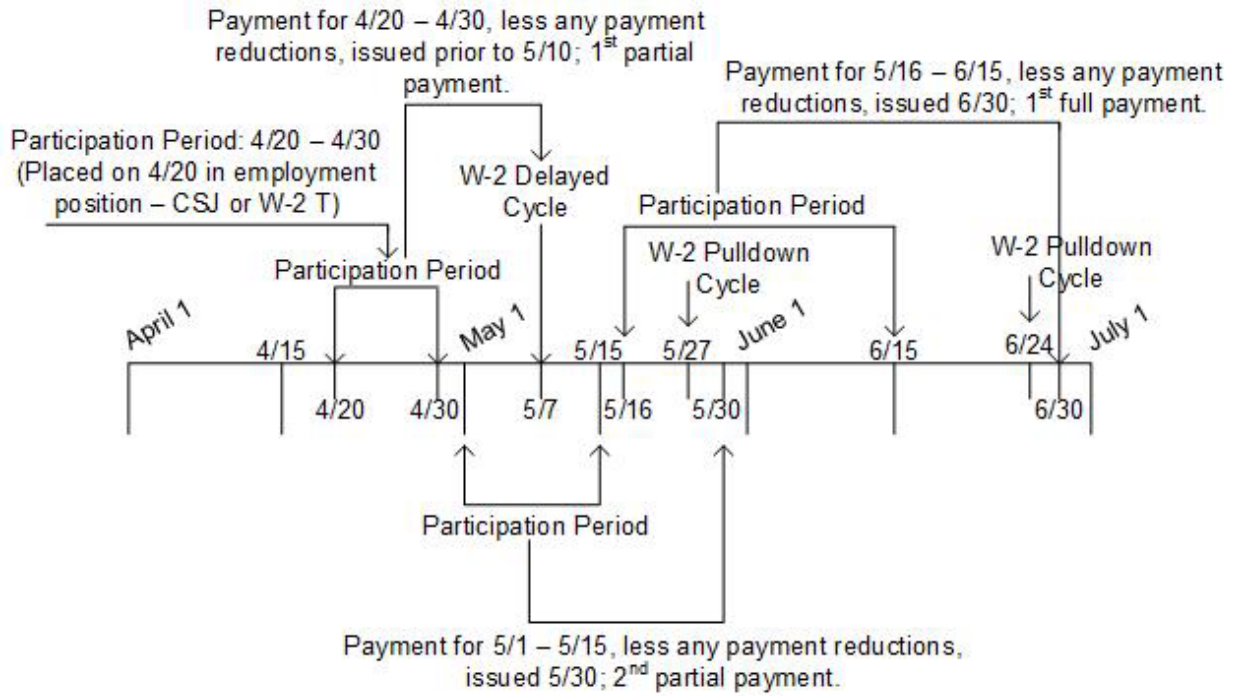 Payment for 4/20 – 4/30, less any payment
reductions, issued prior to 5/10; 1st partial
payment.
Payment for 5/16 – 6/15, less any payment
reductions, issued 6/30; 1st full payment.
Participation Period: 4/20 – 4/30
(Placed on 4/20 in employment
position – CSJ or W-2 T)
W-2 Delayed
Cycle
Participation Period
W-2 Pulldown
Cycle
W-2 Pulldown
Cycle
Participation Period
April 1
May 1
June 1
July 1
4/15
5/15
5/27
6/15
6/24
4/20
4/30
5/7
5/16
5/30
6/30
Participation Period
Payment for 5/1 – 5/15, less any payment reductions,
issued 5/30; 2nd partial payment.